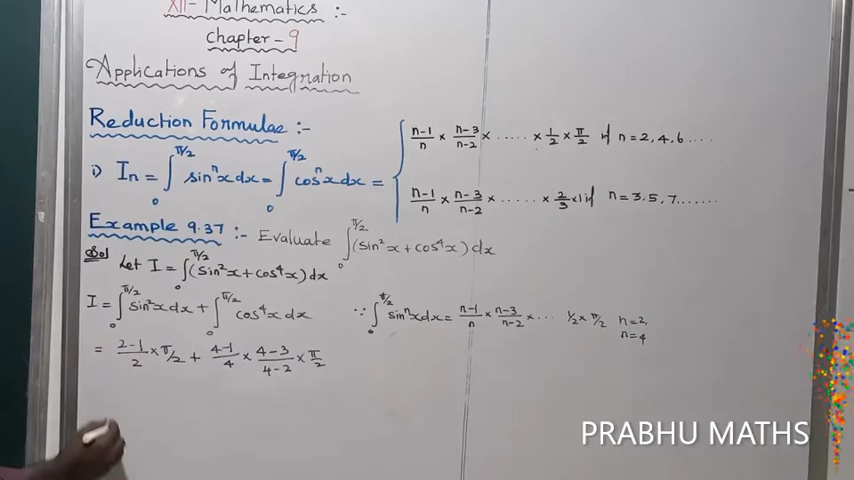 XII- Mathematics :-
Chapter - 9
Applications of Integration
Reduction Formulae :-
i) Iₙ = ∫₀^(π/2) sinⁿx dx = ∫₀^(π/2) cosⁿx dx =
(n-1)/n × (n-3)/(n-2) × ..... × 1/2 × π/2 if n = 2, 4, 6 ....
(n-1)/n × (n-3)/(n-2) × ...... × 2/3 × 1 if n = 3, 5, 7 .......
Example 9.37 :- Evaluate ∫₀^(π/2) (sin²x + cos⁴x) dx
Sol Let I = ∫₀^(π/2) (sin²x + cos⁴x) dx
I = ∫₀^(π/2) sin²x dx + ∫₀^(π/2) cos⁴x dx ∵ ∫₀^(π/2) sinⁿx dx = (n-1)/n × (n-3)/(n-2) × ... 1/2 × π/2 n = 2,
n = 4
= (2-1)/2 × π/2 + (4-1)/4 × (4-3)/(4-2) × π/2
PRABHU MATHS